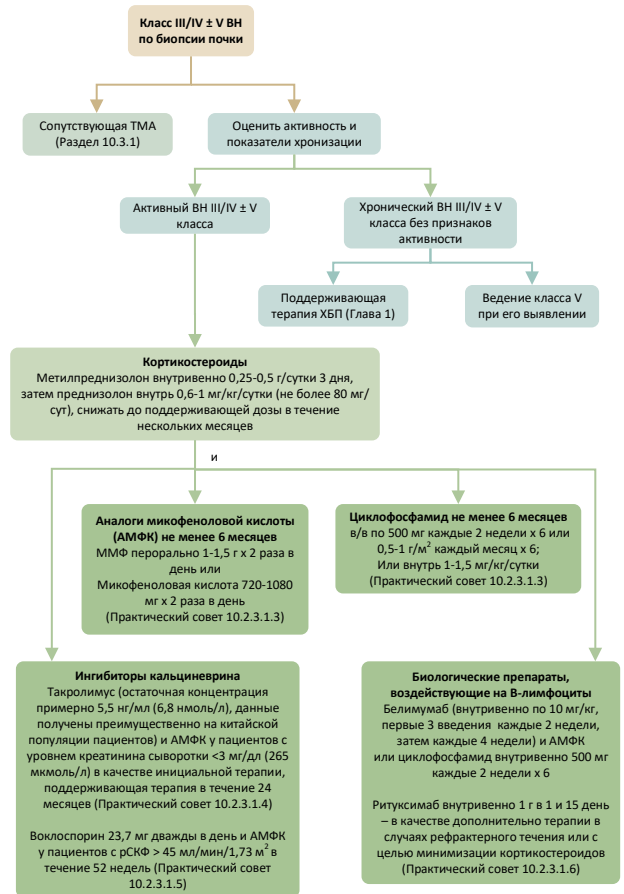 Класс III/IV ± V ВН
по биопсии почки
Сопутствующая ТМА
(Раздел 10.3.1)
Оценить активность и
показатели хронизации
Активный ВН III/IV ± V
класса
Хронический ВН III/IV ± V
класса без признаков
активности
Поддерживающая
терапия ХБП (Глава 1)
Ведение класса V
при его выявлении
Кортикостероиды
Метилпреднизолон внутривенно 0,25-0,5 г/сутки 3 дня,
затем преднизолон внутрь 0,6-1 мг/кг/сутки (не более 80 мг/
сут), снижать до поддерживающей дозы в течение
нескольких месяцев
и
Аналоги микофеноловой кислоты
(АМФК) не менее 6 месяцев
ММФ перорально 1-1,5 г x 2 раза в
день или
Микофеноловая кислота 720-1080
мг x 2 раза в день
(Практический совет 10.2.3.1.3)
Циклофосфамид не менее 6 месяцев
в/в по 500 мг каждые 2 недели x 6 или
0,5-1 г/м² каждый месяц x 6;
Или внутрь 1-1,5 мг/кг/сутки
(Практический совет 10.2.3.1.3)
Ингибиторы кальциневрина
Такролимус (остаточная концентрация
примерно 5,5 нг/мл (6,8 нмоль/л), данные
получены преимущественно на китайской
популяции пациентов) и АМФК у пациентов с
уровнем креатинина сыворотки <3 мг/дл (265
мкмоль/л) в качестве инициальной терапии,
поддерживающая терапия в течение 24
месяцев (Практический совет 10.2.3.1.4)
Воклоспорин 23,7 мг дважды в день и АМФК
у пациентов с рСКФ > 45 мл/мин/1,73 м² в
течение 52 недель (Практический совет
10.2.3.1.5)
Биологические препараты,
воздействующие на В-лимфоциты
Белимумаб (внутривенно по 10 мг/кг,
первые 3 введения каждые 2 недели,
затем каждые 4 недели) и АМФК
или циклофосфамид внутривенно 500 мг
каждые 2 недели x 6
Ритуксимаб внутривенно 1 г в 1 и 15 день
– в качестве дополнительно терапии в
случаях рефрактерного течения или с
целью минимизации кортикостероидов
(Практический совет 10.2.3.1.6)